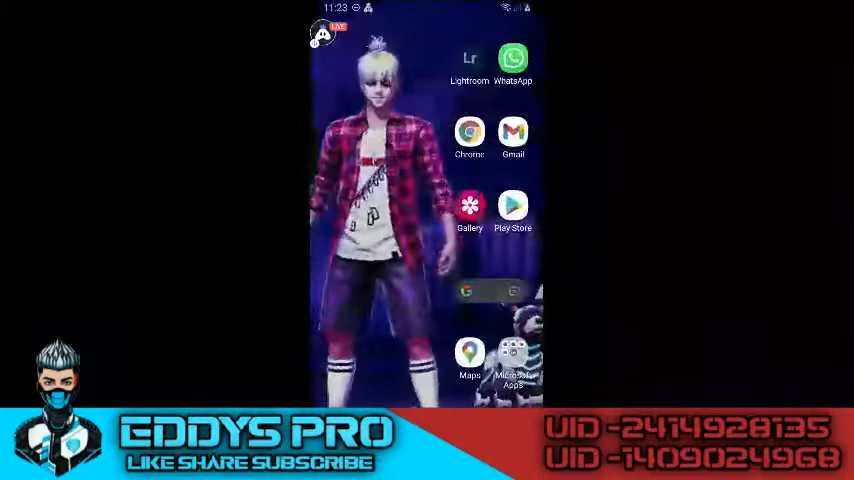 11:23
LIVE
Lr
Lightroom WhatsApp
Chrome Gmail
Gallery Play Store
Maps Microsoft
Apps
EDDYS PRO
LIKE SHARE SUBSCRIBE
UID -2414928135
UID -1409024968